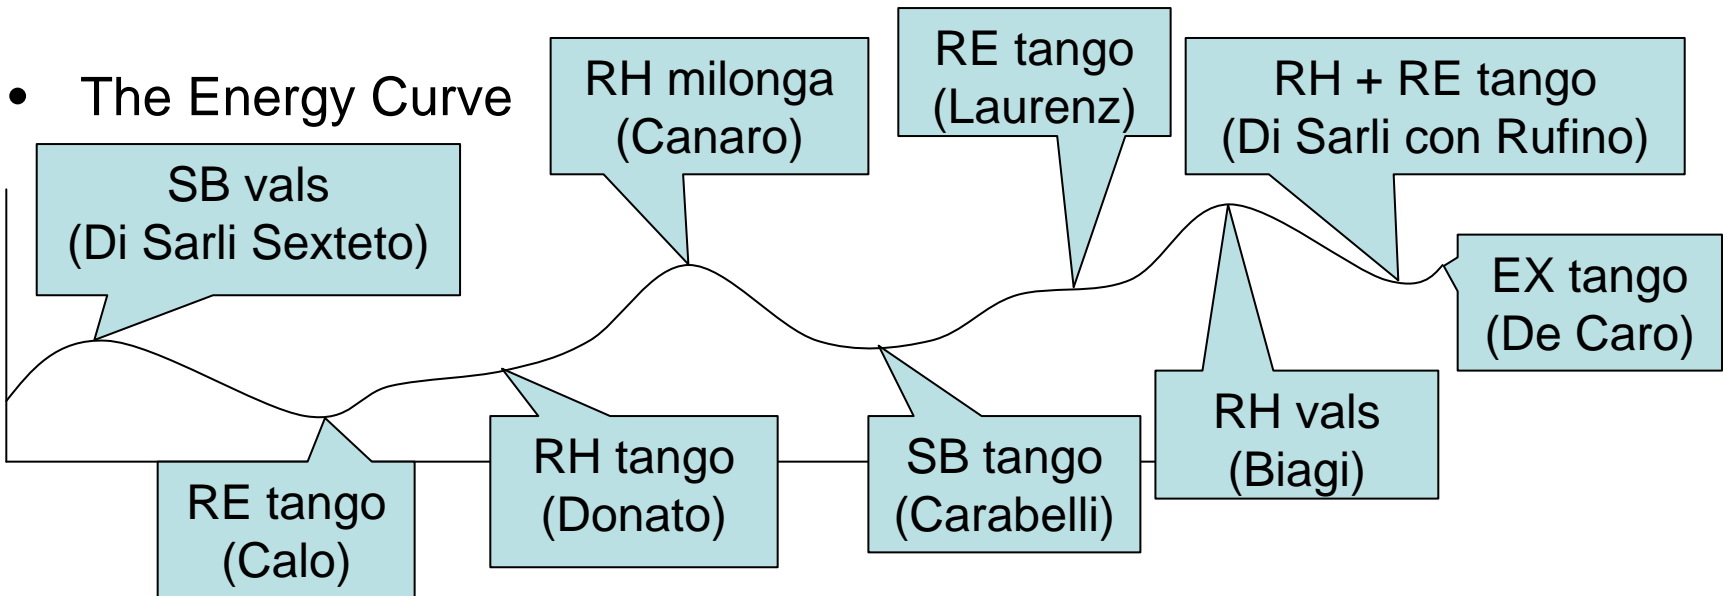 • The Energy Curve
SB vals
(Di Sarli Sexteto)
RH milonga
(Canaro)
RE tango
(Laurenz)
RH + RE tango
(Di Sarli con Rufino)
EX tango
(De Caro)
RE tango
(Calo)
RH tango
(Donato)
SB tango
(Carabelli)
RH vals
(Biagi)